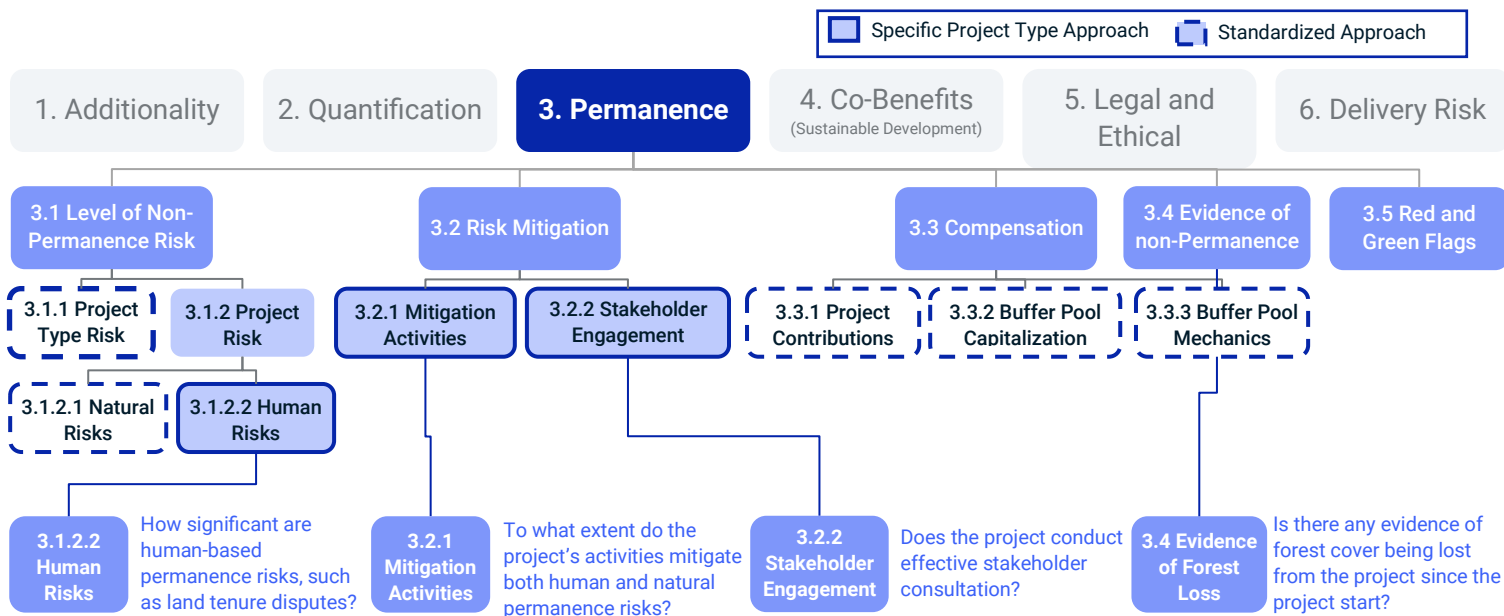 Specific Project Type Approach
Standardized Approach
1. Additionality
2. Quantification
3. Permanence
4. Co-Benefits
(Sustainable Development)
5. Legal and
Ethical
6. Delivery Risk
3.1 Level of Non-
Permanence Risk
3.2 Risk Mitigation
3.3 Compensation
3.4 Evidence of
non-Permanence
3.5 Red and
Green Flags
3.1.1 Project
Type Risk
3.1.2 Project
Risk
3.2.1 Mitigation
Activities
3.2.2 Stakeholder
Engagement
3.3.1 Project
Contributions
3.3.2 Buffer Pool
Capitalization
3.3.3 Buffer Pool
Mechanics
3.1.2.1 Natural
Risks
3.1.2.2 Human
Risks
3.1.2.2
Human
Risks
How significant are
human-based
permanence risks, such
as land tenure disputes?
3.2.1
Mitigation
Activities
To what extent do the
project's activities mitigate
both human and natural
permanence risks?
3.2.2
Stakeholder
Engagement
Does the project conduct
effective stakeholder
consultation?
3.4 Evidence
of Forest
Loss
Is there any evidence of
forest cover being lost
from the project since the
project start?